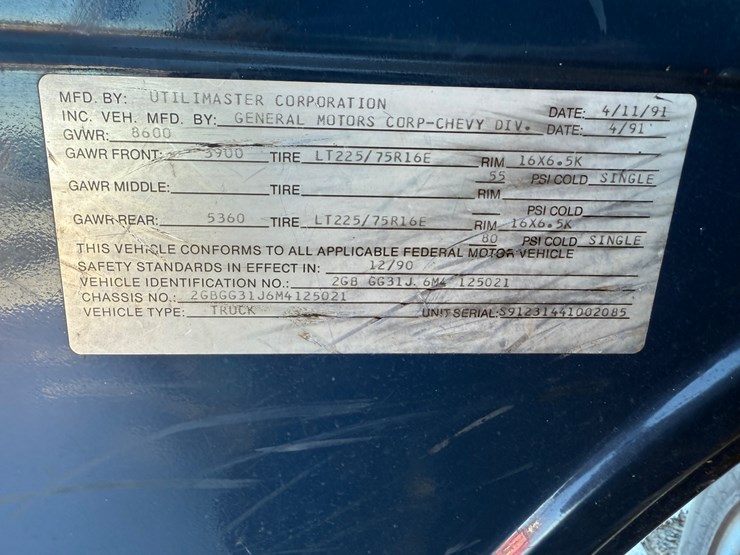 MFD. BY: UTILIMASTER CORPORATION DATE: 4/11/91
INC. VEH. MFD. BY: GENERAL MOTORS CORP-CHEVY DIV. DATE: 4/91
GVWR: 8600
GAWR FRONT: 3900 TIRE LT225/75R16E RIM 16X6.5K
55 PSI COLD SINGLE
GAWR MIDDLE: TIRE RIM
PSI COLD
GAWR REAR: 5360 TIRE LT225/75R16E RIM 16X6.5K
80 PSI COLD SINGLE
THIS VEHICLE CONFORMS TO ALL APPLICABLE FEDERAL MOTOR VEHICLE
SAFETY STANDARDS IN EFFECT IN: 12/90
VEHICLE IDENTIFICATION NO.: 2GB GG31J.6M4 125021
CHASSIS NO.: 2GBGG31J6M4125021
VEHICLE TYPE: TRUCK UNIT SERIAL: S91231441002085